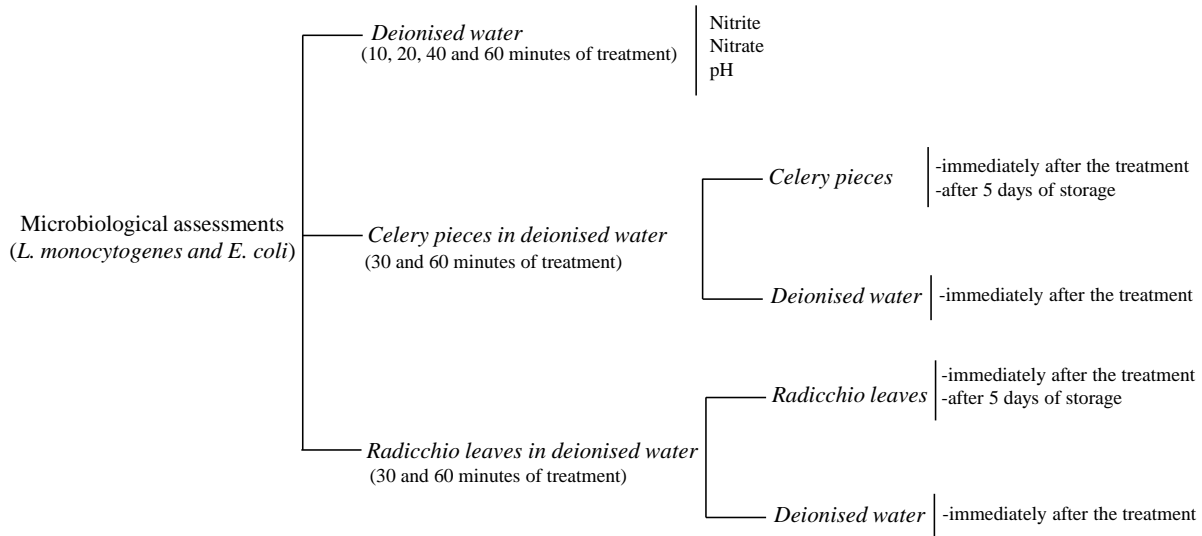 Deionised water
(10, 20, 40 and 60 minutes of treatment)
Nitrite
Nitrate
pH
Microbiological assessments
(L. monocytogenes and E. coli)
Celery pieces in deionised water
(30 and 60 minutes of treatment)
Celery pieces
-immediately after the treatment
-after 5 days of storage
Deionised water
-immediately after the treatment
Radicchio leaves in deionised water
(30 and 60 minutes of treatment)
Radicchio leaves
-immediately after the treatment
-after 5 days of storage
Deionised water
-immediately after the treatment